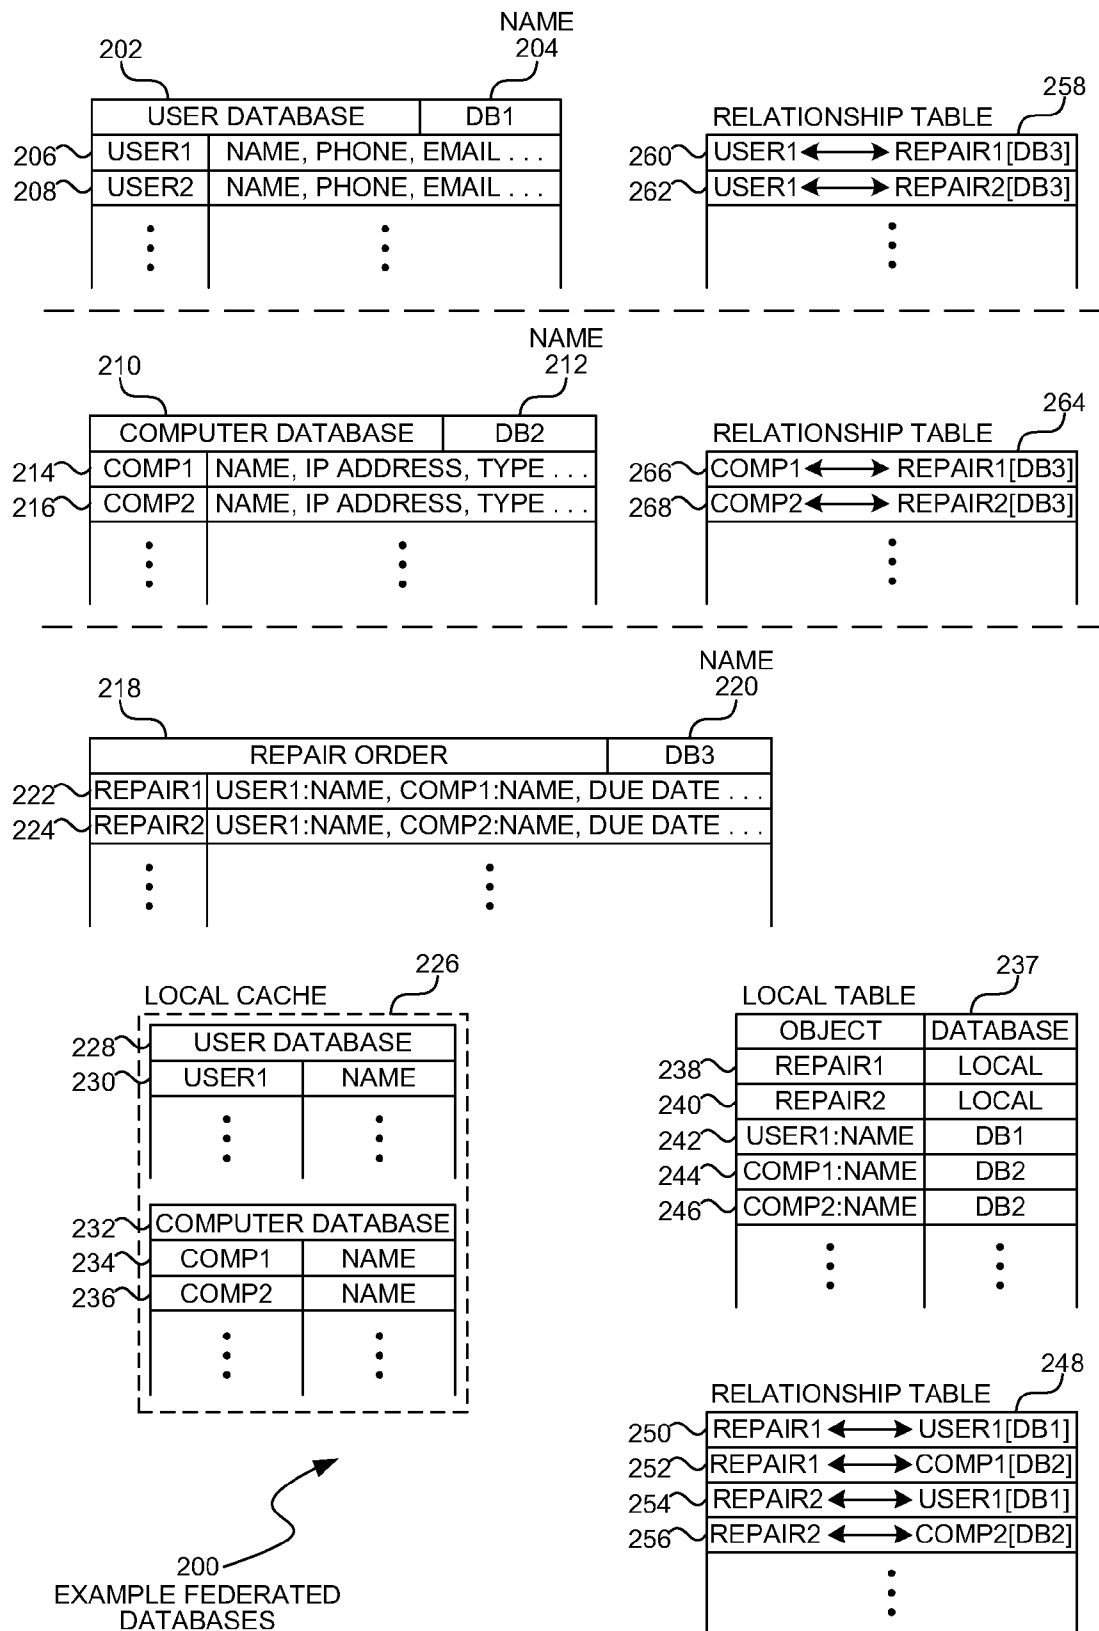 NAME
202
204
258
USER DATABASE DB1
RELATIONSHIP TABLE
206 USER1 NAME, PHONE, EMAIL . . .
260 USER1 REPAIR1[DB3]
208 USER2 NAME, PHONE, EMAIL . . .
262 USER1 REPAIR2[DB3]
NAME
210
212
264
COMPUTER DATABASE DB2
RELATIONSHIP TABLE
214 COMP1 NAME, IP ADDRESS, TYPE . . .
266 COMP1 REPAIR1[DB3]
216 COMP2 NAME, IP ADDRESS, TYPE . . .
268 COMP2 REPAIR2[DB3]
NAME
218
220
REPAIR ORDER DB3
222 REPAIR1 USER1:NAME, COMP1:NAME, DUE DATE . . .
224 REPAIR2 USER1:NAME, COMP2:NAME, DUE DATE . . .
226
LOCAL CACHE
228 USER DATABASE
230 USER1 NAME
232 COMPUTER DATABASE
234 COMP1 NAME
236 COMP2 NAME
237
LOCAL TABLE
OBJECT DATABASE
238 REPAIR1 LOCAL
240 REPAIR2 LOCAL
242 USER1:NAME DB1
244 COMP1:NAME DB2
246 COMP2:NAME DB2
248
RELATIONSHIP TABLE
250 REPAIR1 USER1[DB1]
252 REPAIR1 COMP1[DB2]
254 REPAIR2 USER1[DB1]
256 REPAIR2 COMP2[DB2]
200
EXAMPLE FEDERATED
DATABASES